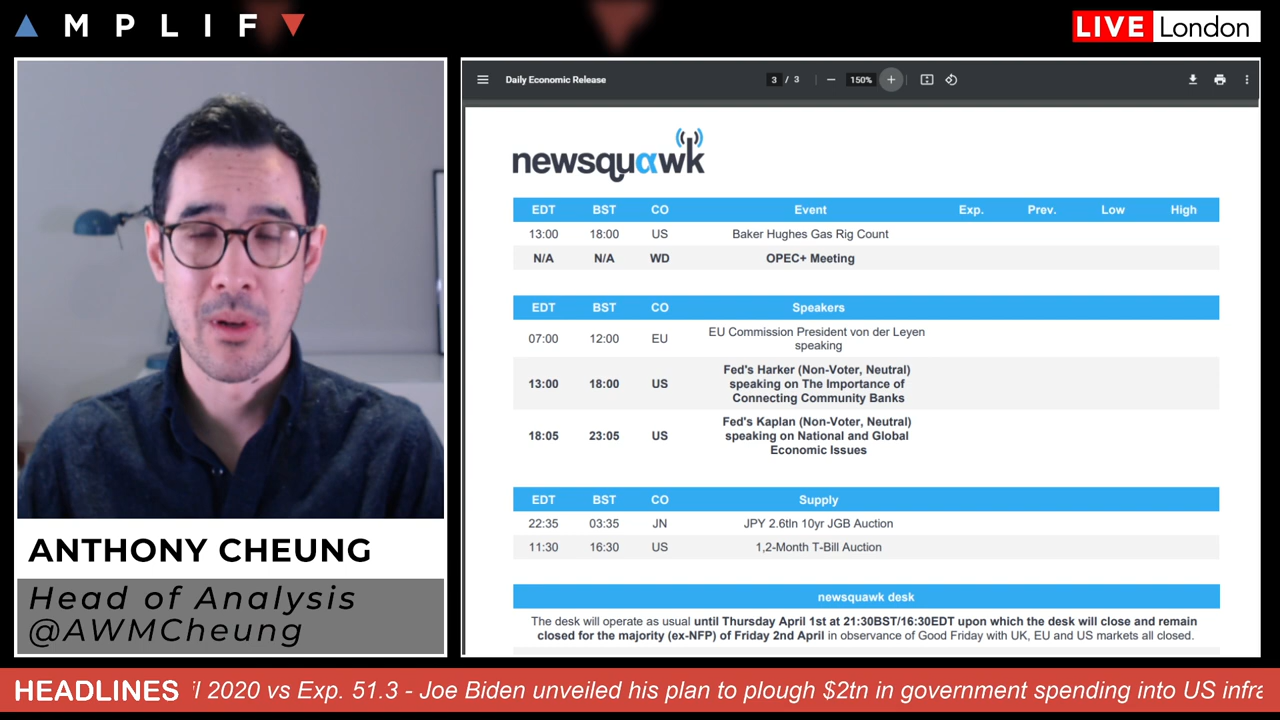 AMPLIFY
LIVE London
Daily Economic Release
3 / 3
150%
newsquawk
EDT BST CO Event Exp. Prev. Low High
13:00 18:00 US Baker Hughes Gas Rig Count
N/A N/A WD OPEC+ Meeting
EDT BST CO Speakers
07:00 12:00 EU EU Commission President von der Leyen
speaking
13:00 18:00 US Fed's Harker (Non-Voter, Neutral)
speaking on The Importance of
Connecting Community Banks
18:05 23:05 US Fed's Kaplan (Non-Voter, Neutral)
speaking on National and Global
Economic Issues
EDT BST CO Supply
22:35 03:35 JN JPY 2.6tln 10yr JGB Auction
11:30 16:30 US 1,2-Month T-Bill Auction
newsquawk desk
The desk will operate as usual until Thursday April 1st at 21:30BST/16:30EDT upon which the desk will close and remain
closed for the majority (ex-NFP) of Friday 2nd April in observance of Good Friday with UK, EU and US markets all closed.
ANTHONY CHEUNG
Head of Analysis
@AWMCheung
HEADLINES 2020 vs Exp. 51.3 - Joe Biden unveiled his plan to plough $2tn in government spending into US